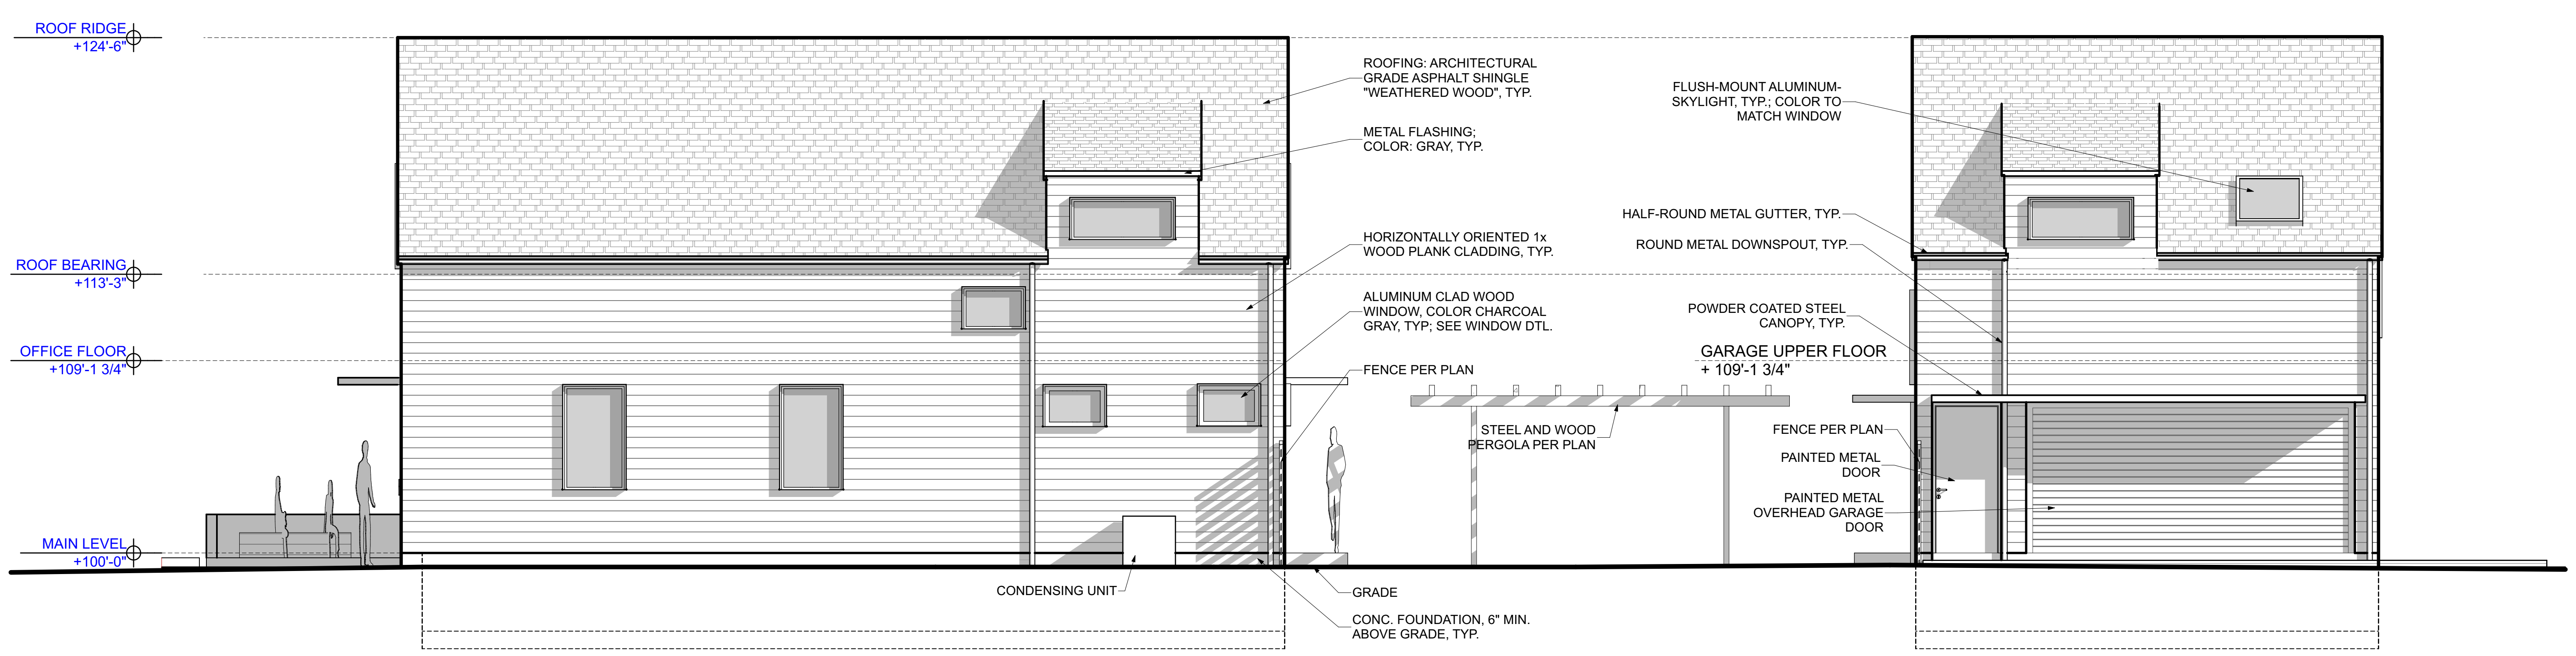 ROOF RIDGE
+124'-6"
ROOF BEARING
+113'-3"
OFFICE FLOOR
+109'-1 3/4"
MAIN LEVEL
+100'-0"
ROOFING: ARCHITECTURAL
GRADE ASPHALT SHINGLE
"WEATHERED WOOD", TYP.
METAL FLASHING;
COLOR: GRAY, TYP.
HORIZONTALLY ORIENTED 1x
WOOD PLANK CLADDING, TYP.
ALUMINUM CLAD WOOD
WINDOW, COLOR CHARCOAL
GRAY, TYP; SEE WINDOW DTL.
FENCE PER PLAN
STEEL AND WOOD
PERGOLA PER PLAN
CONDENSING UNIT
GRADE
CONC. FOUNDATION, 6" MIN.
ABOVE GRADE, TYP.
FLUSH-MOUNT ALUMINUM-
SKYLIGHT, TYP.; COLOR TO
MATCH WINDOW
HALF-ROUND METAL GUTTER, TYP.
ROUND METAL DOWNSPOUT, TYP.
POWDER COATED STEEL
CANOPY, TYP.
GARAGE UPPER FLOOR
+ 109'-1 3/4"
FENCE PER PLAN
PAINTED METAL
DOOR
PAINTED METAL
OVERHEAD GARAGE
DOOR